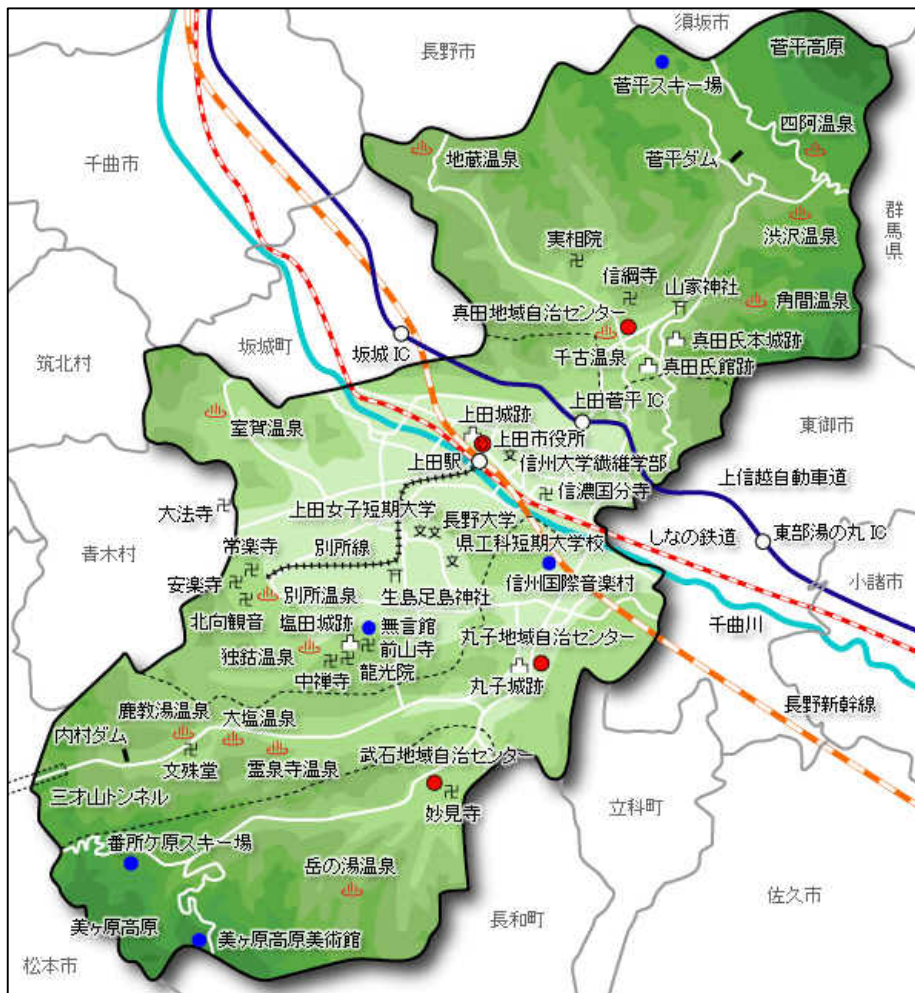 須坂市
長野市
菅平高原
菅平スキー場
四阿温泉
地蔵温泉
菅平ダム
千曲市
群馬県
渋沢温泉
実相院
信綱寺
山家神社
角間温泉
真田地域自治センター
真田氏本城跡
千古温泉
真田氏館跡
坂城町
坂城IC
筑北村
上田菅平IC
室賀温泉
上田城跡
上田市役所
東御市
上田駅
信州大学繊維学部
上信越自動車道
信濃国分寺
大法寺
上田女子短期大学
長野大学
しなの鉄道
東部湯の丸IC
青木村
常楽寺
別所線
県工科短期大学校
安楽寺
信州国際音楽村
小諸市
別所温泉
生島足島神社
北向観音
塩田城跡
無言館
千曲川
前山寺
丸子地域自治センター
独鈷温泉
龍光院
中禅寺
丸子城跡
長野新幹線
鹿教湯温泉
大塩温泉
内村ダム
文殊堂
霊泉寺温泉
武石地域自治センター
三才山トンネル
妙見寺
立科町
番所ケ原スキー場
岳の湯温泉
佐久市
長和町
美ヶ原高原
美ヶ原高原美術館
松本市